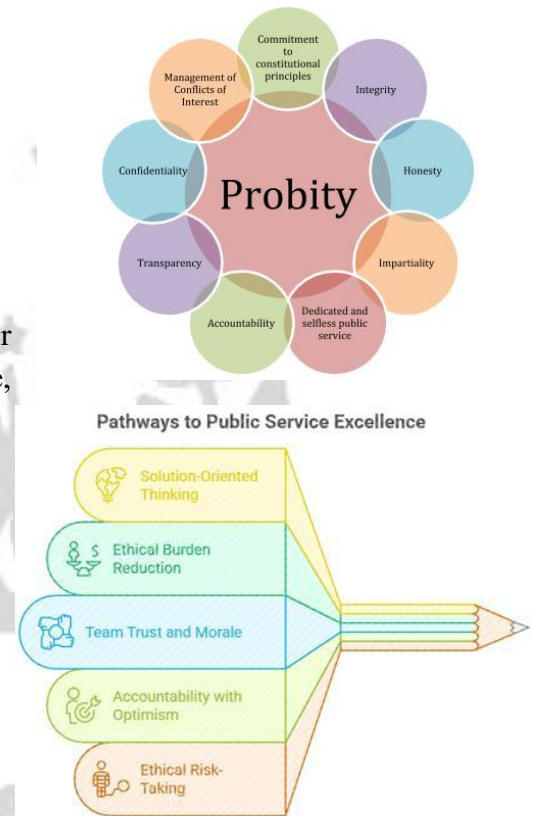 Commitment
to
constitutional
principles
Integrity
Honesty
Impartiality
Dedicated and
selfless public
service
Accountability
Transparency
Confidentiality
Management of
Conflicts of
Interest
Probity
r
,
Pathways to Public Service Excellence
Solution-Oriented
Thinking
$
Ethical Burden
Reduction
Team Trust and Morale
Accountability with
Optimism
Ethical Risk-
Taking